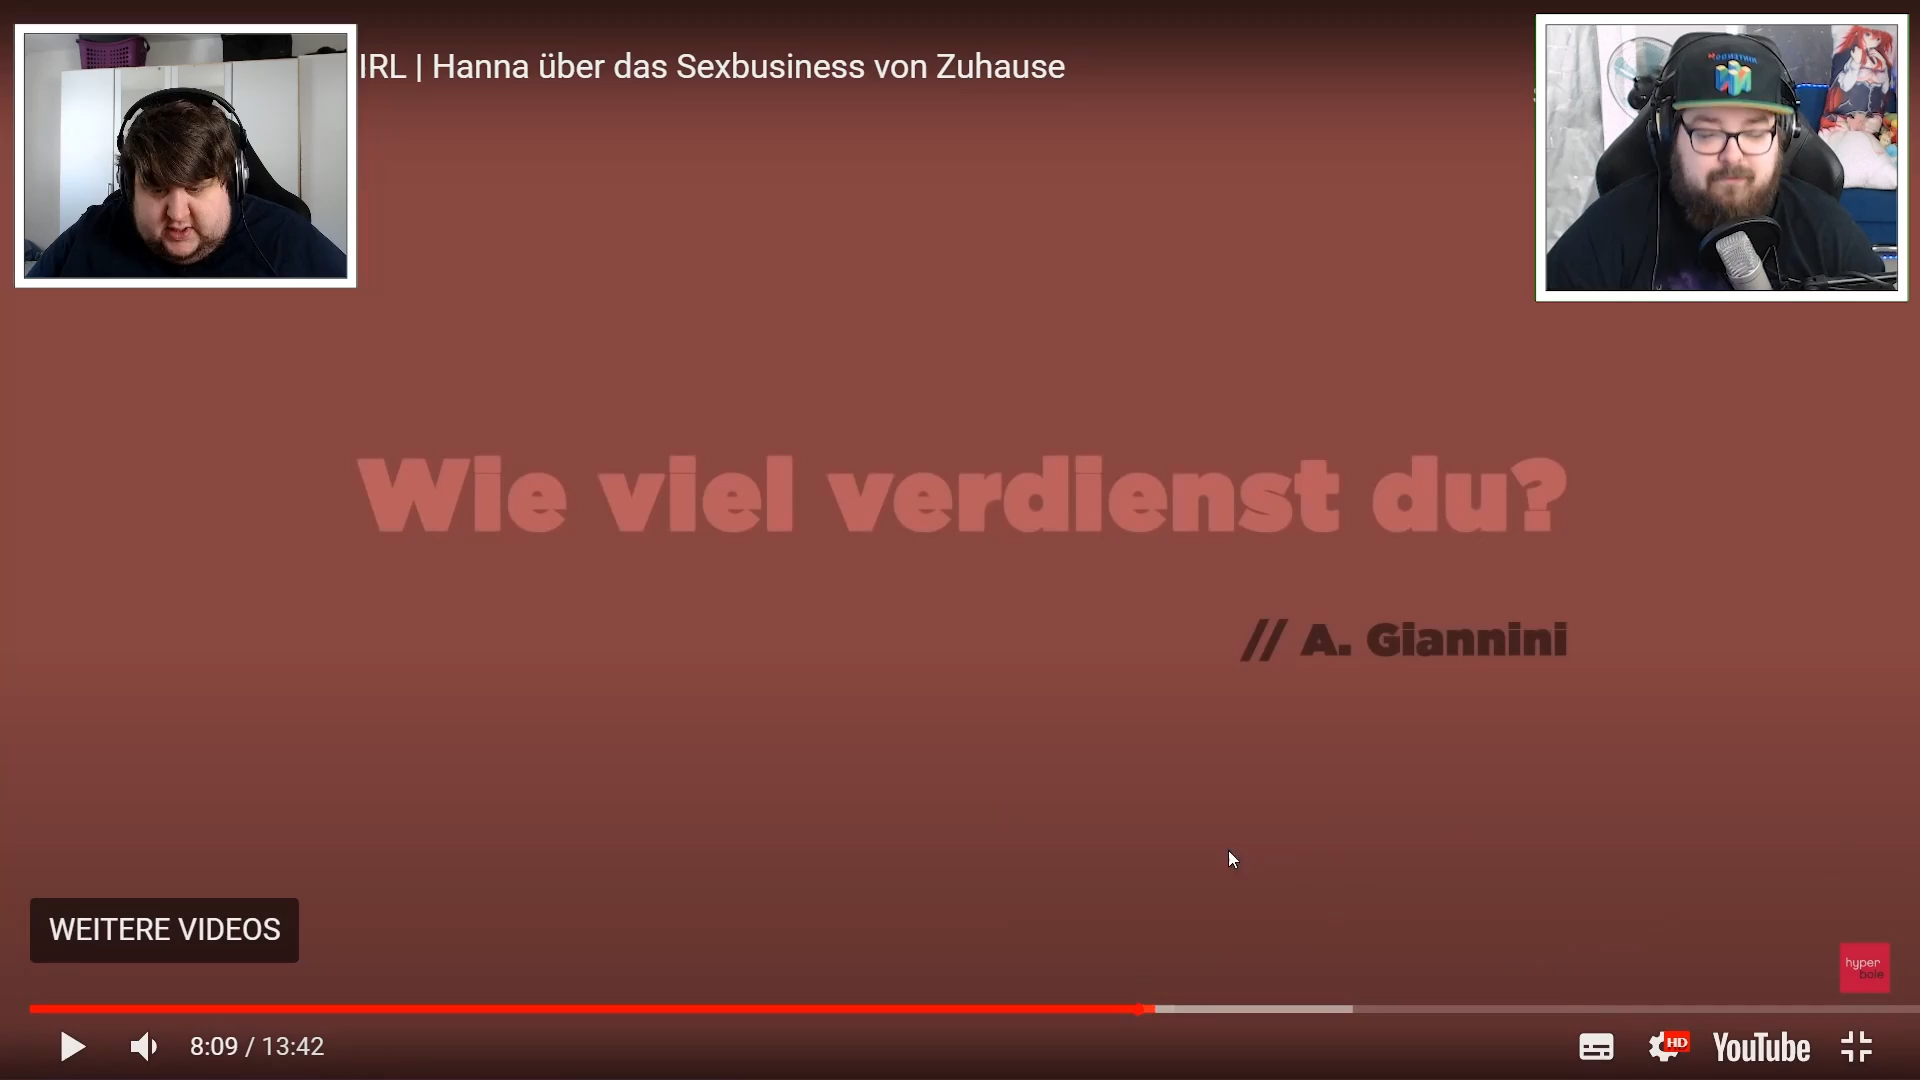 IRL | Hanna über das Sexbusiness von Zuhause
Wie viel verdienst du?
// A. Giannini
WEITERE VIDEOS
hyper
bole
8:09 / 13:42
HD
YouTube